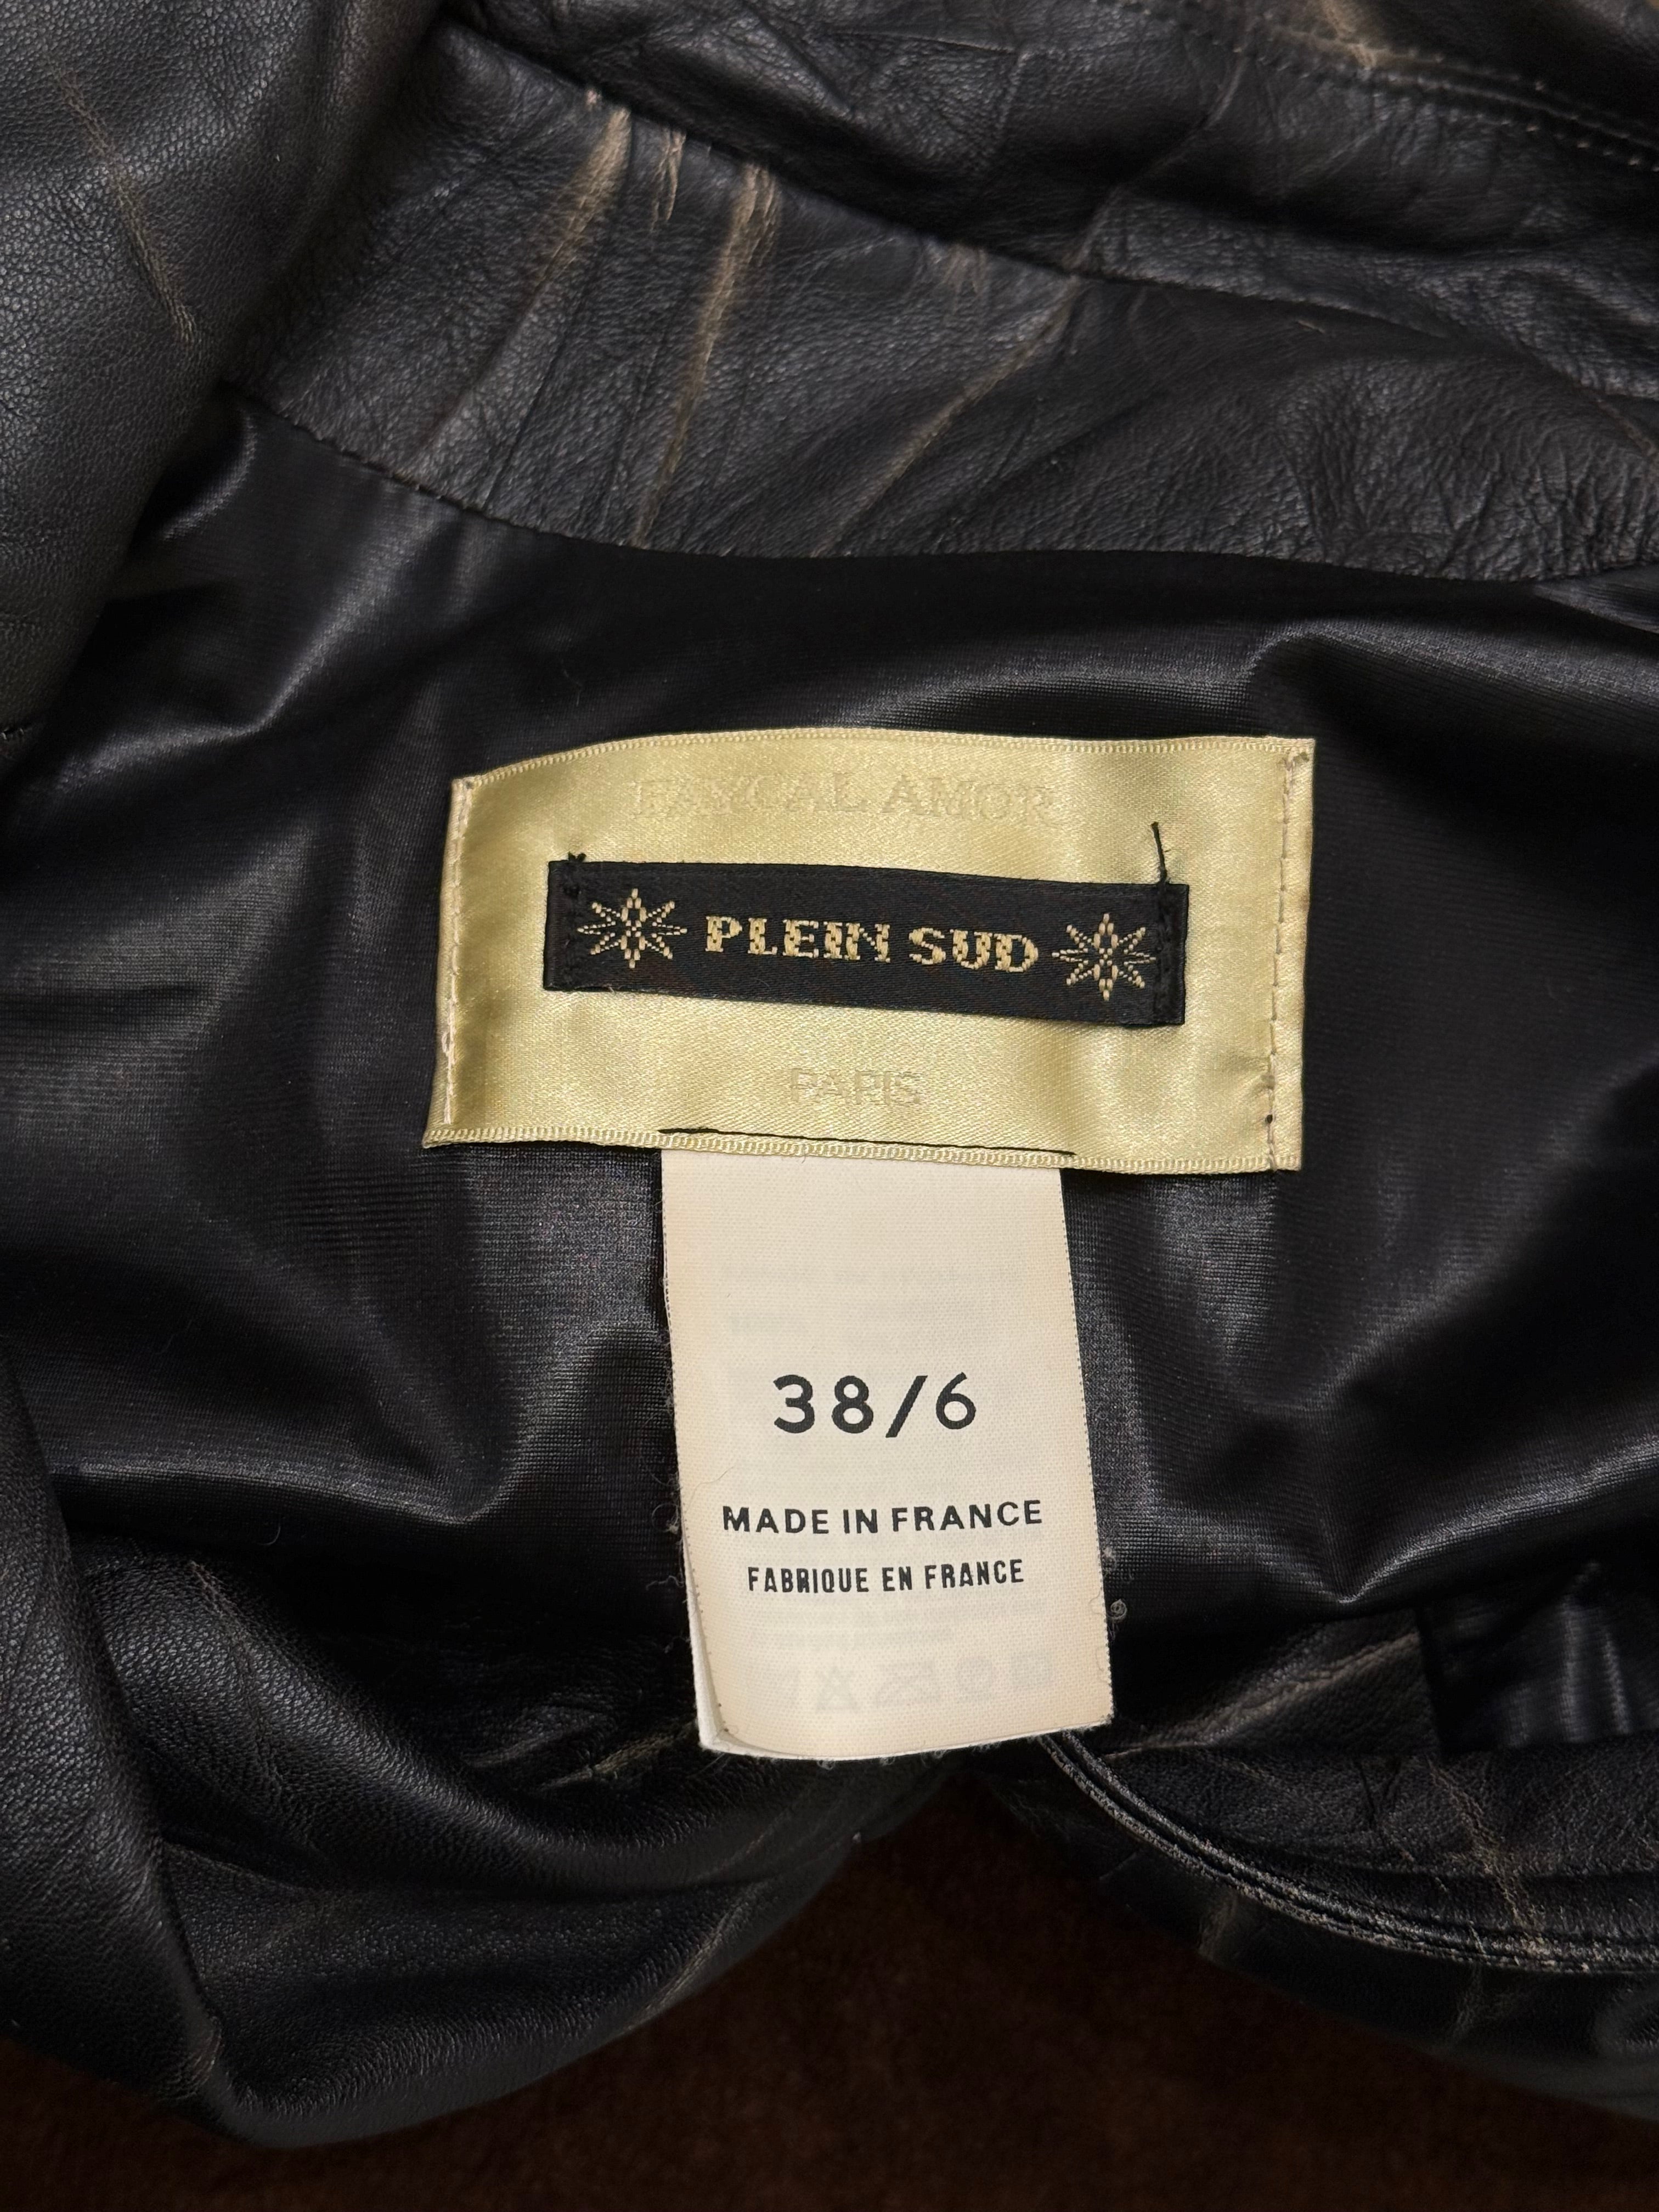 FAYCAL AMOR
PLEIN SUD
PARIS
38/6
MADE IN FRANCE
FABRIQUE EN FRANCE